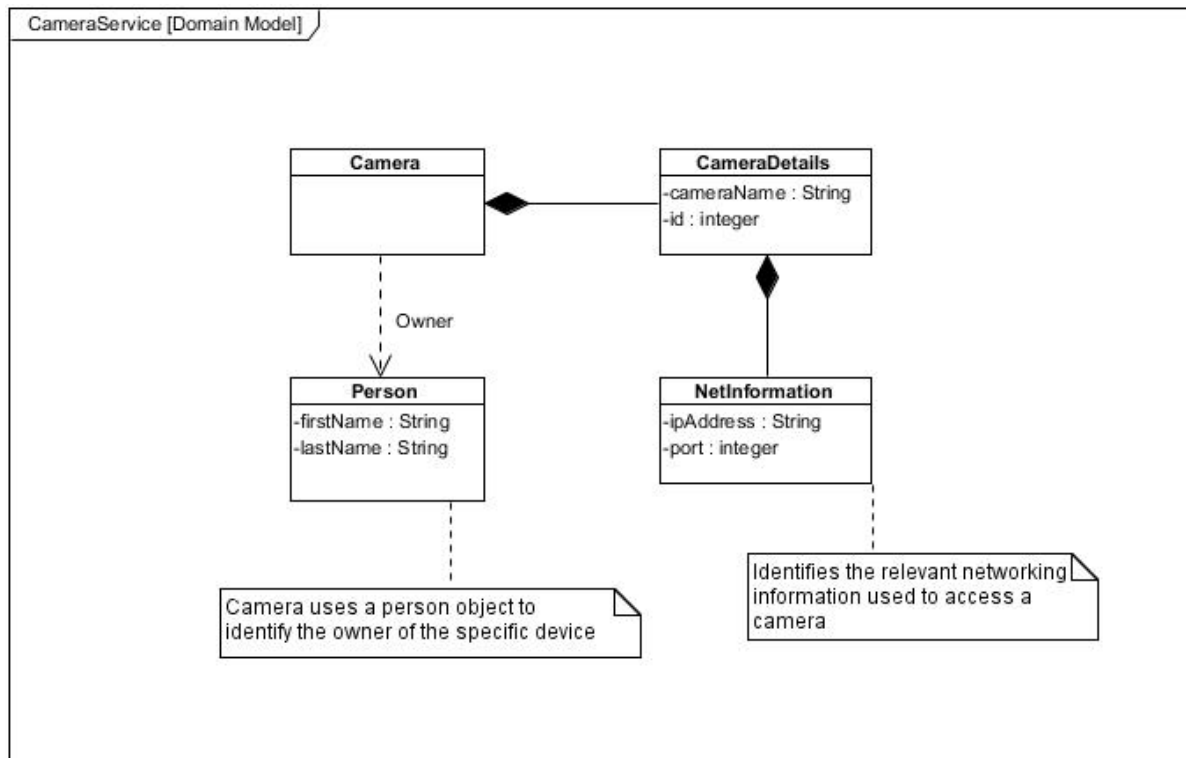 CameraService [Domain Model]
Camera
CameraDetails
-cameraName : String
-id : integer
Owner
Person
-firstName : String
-lastName : String
NetInformation
-ipAddress : String
-port : integer
Camera uses a person object to
identify the owner of the specific device
Identifies the relevant networking
information used to access a
camera